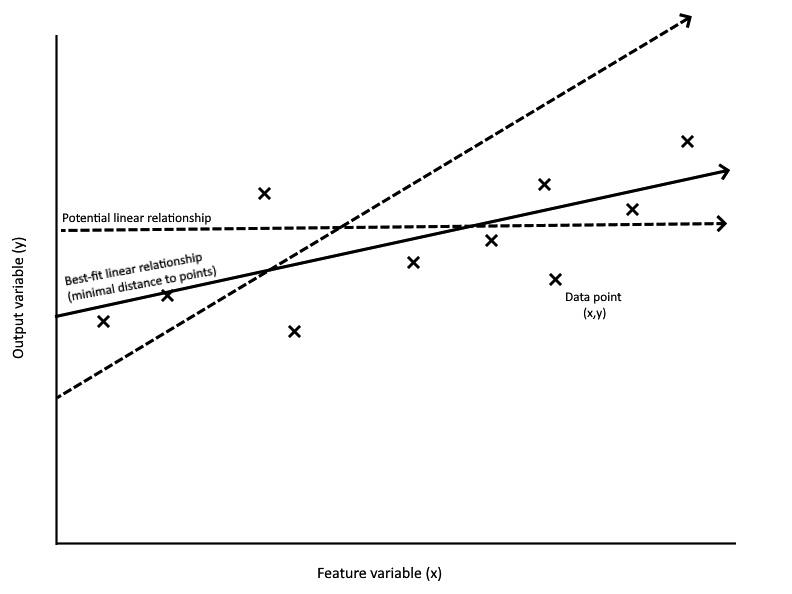 Potential linear relationship
Best-fit linear relationship
(minimal distance to points)
Data point
(x,y)
Output variable (y)
Feature variable (x)